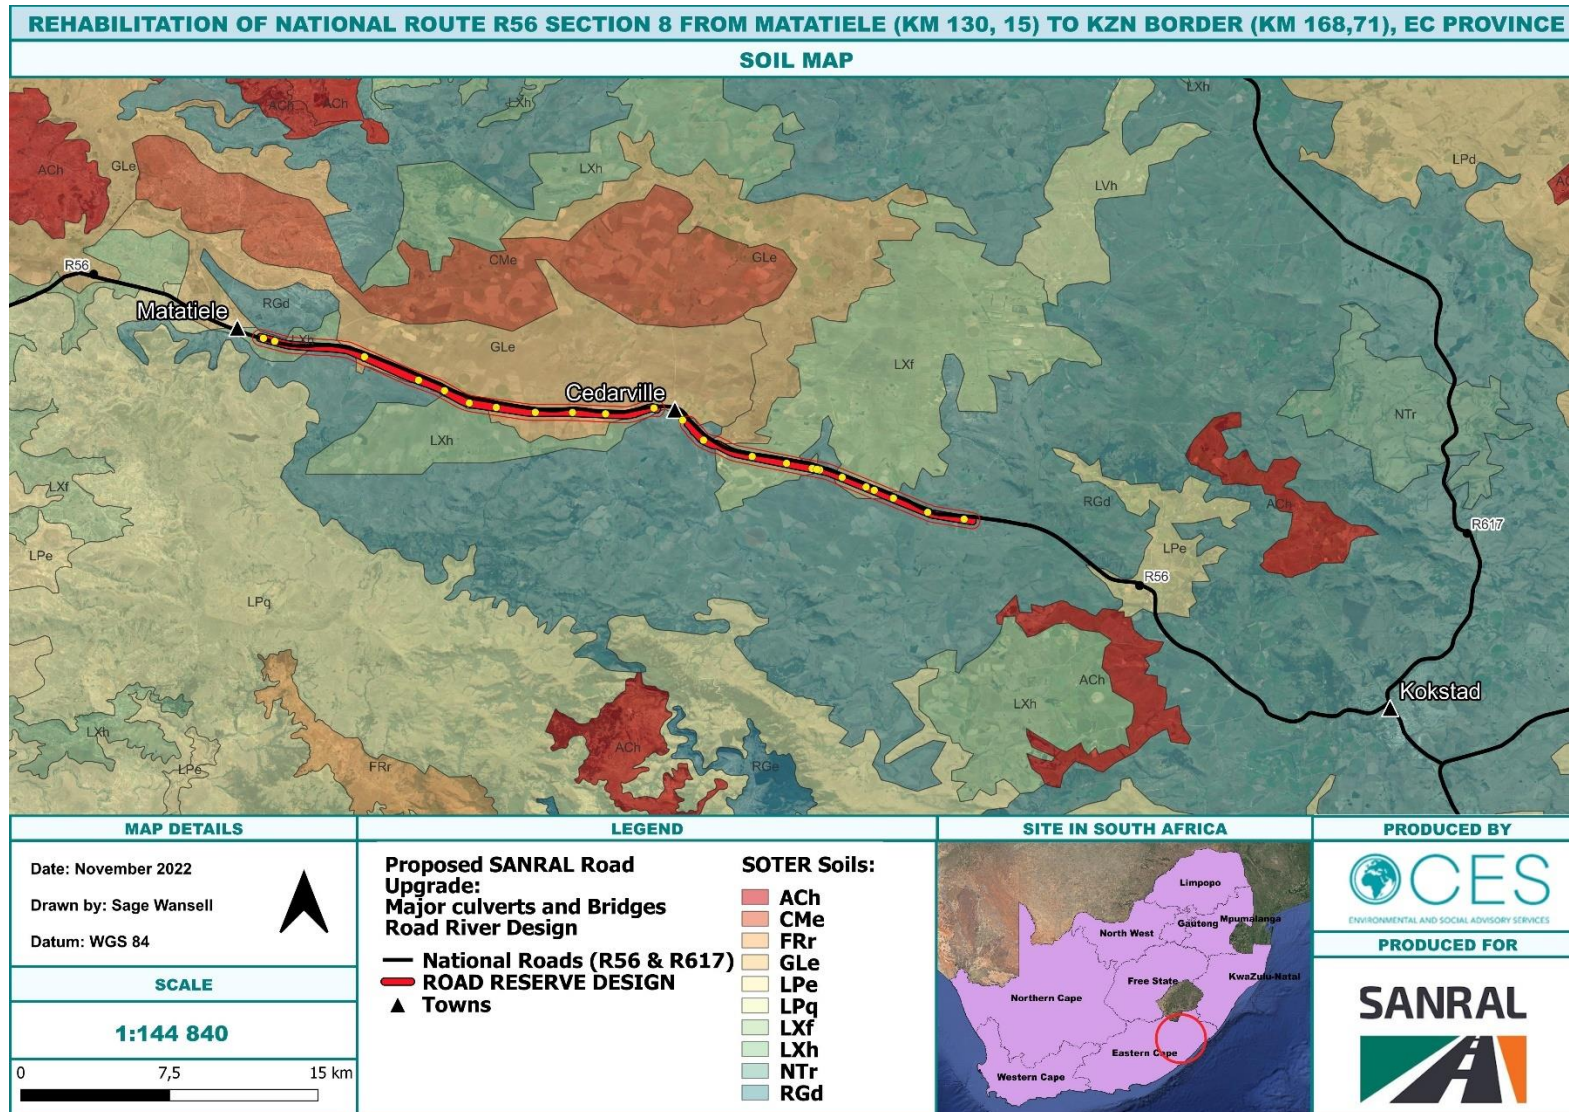 REHABILITATION OF NATIONAL ROUTE R56 SECTION 8 FROM MATATIELE (KM 130, 15) TO KZN BORDER (KM 168,71), EC PROVINCE
SOIL MAP
ACh
ACh
LXh
LXh
ACh
GLe
LXh
LVh
LPd
R56
CMe
GLe
RGd
Matatiele
LXh
GLe
LXf
Cedarville
NTr
LXh
LXf
RGd
ACh
R617
LPe
LPe
R56
LPq
ACh
LXh
Kokstad
LXh
ACh
LPe
FRr
RGe
MAP DETAILS
Date: November 2022
Drawn by: Sage Wansell
Datum: WGS 84
SCALE
1:144 840
0 7,5 15 km
LEGEND
Proposed SANRAL Road
Upgrade:
Major culverts and Bridges
Road River Design
National Roads (R56 & R617)
ROAD RESERVE DESIGN
Towns
SOTER Soils:
ACh
CMe
FRr
GLe
LPe
LPq
LXf
LXh
NTr
RGd
SITE IN SOUTH AFRICA
Limpopo
Mpumalanga
Gauteng
North West
Free State
KwaZulu-Natal
Northern Cape
Eastern Cape
Western Cape
PRODUCED BY
CES
ENVIRONMENTAL AND SOCIAL ADVISORY SERVICES
PRODUCED FOR
SANRAL